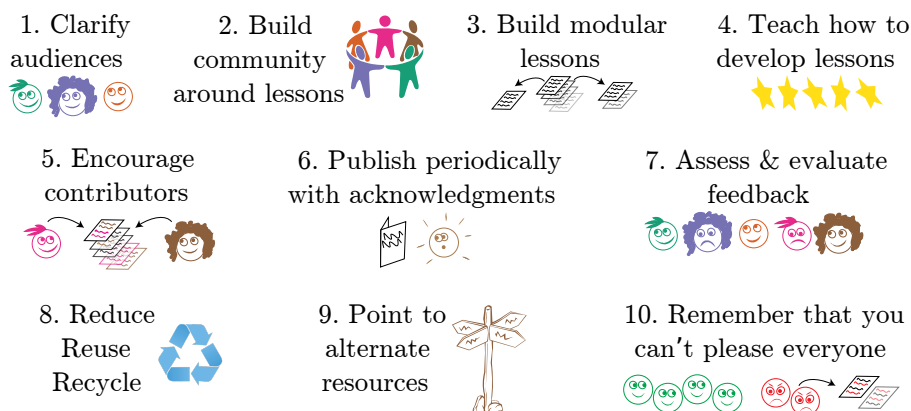 1. Clarify
audiences
2. Build
community
around lessons
3. Build modular
lessons
4. Teach how to
develop lessons
5. Encourage
contributors
6. Publish periodically
with acknowledgments
7. Assess & evaluate
feedback
8. Reduce
Reuse
Recycle
9. Point to
alternate
resources
10. Remember that you
can't please everyone